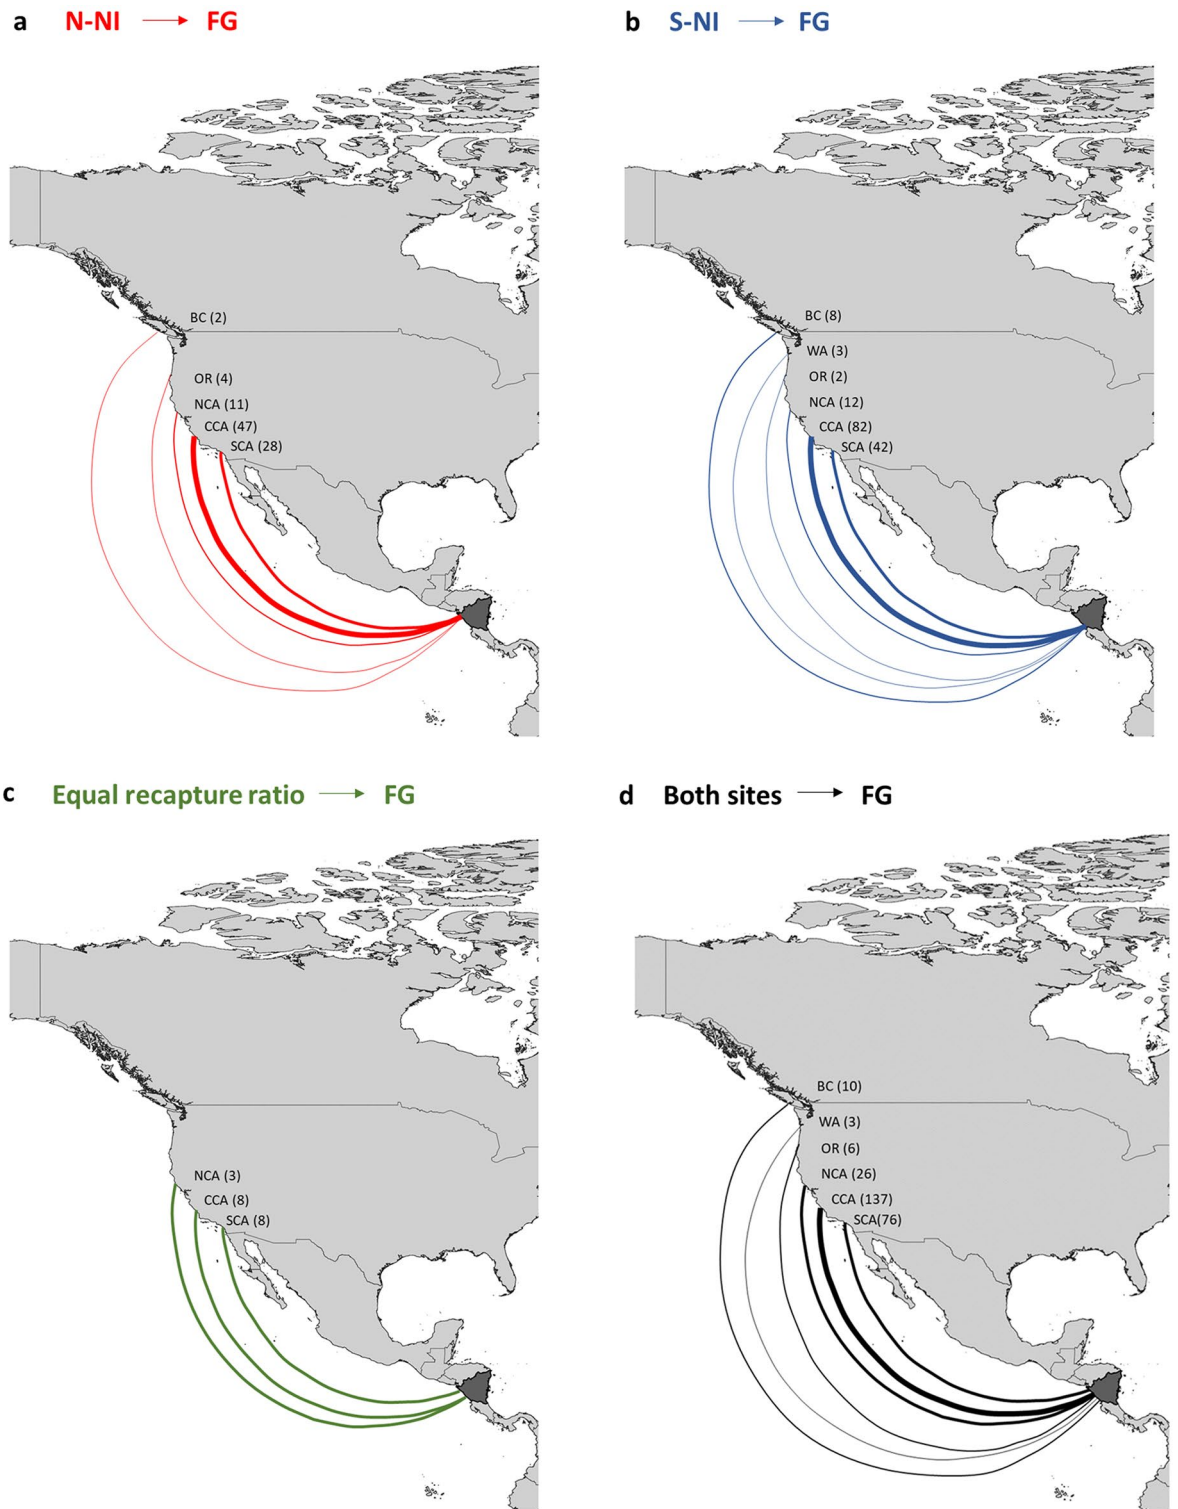 a N-NI → FG
BC (2)
OR (4)
NCA (11)
CCA (47)
SCA (28)
b S-NI → FG
BC (8)
WA (3)
OR (2)
NCA (12)
CCA (82)
SCA (42)
c Equal recapture ratio → FG
NCA (3)
CCA (8)
SCA (8)
d Both sites → FG
BC (10)
WA (3)
OR (6)
NCA (26)
CCA (137)
SCA(76)